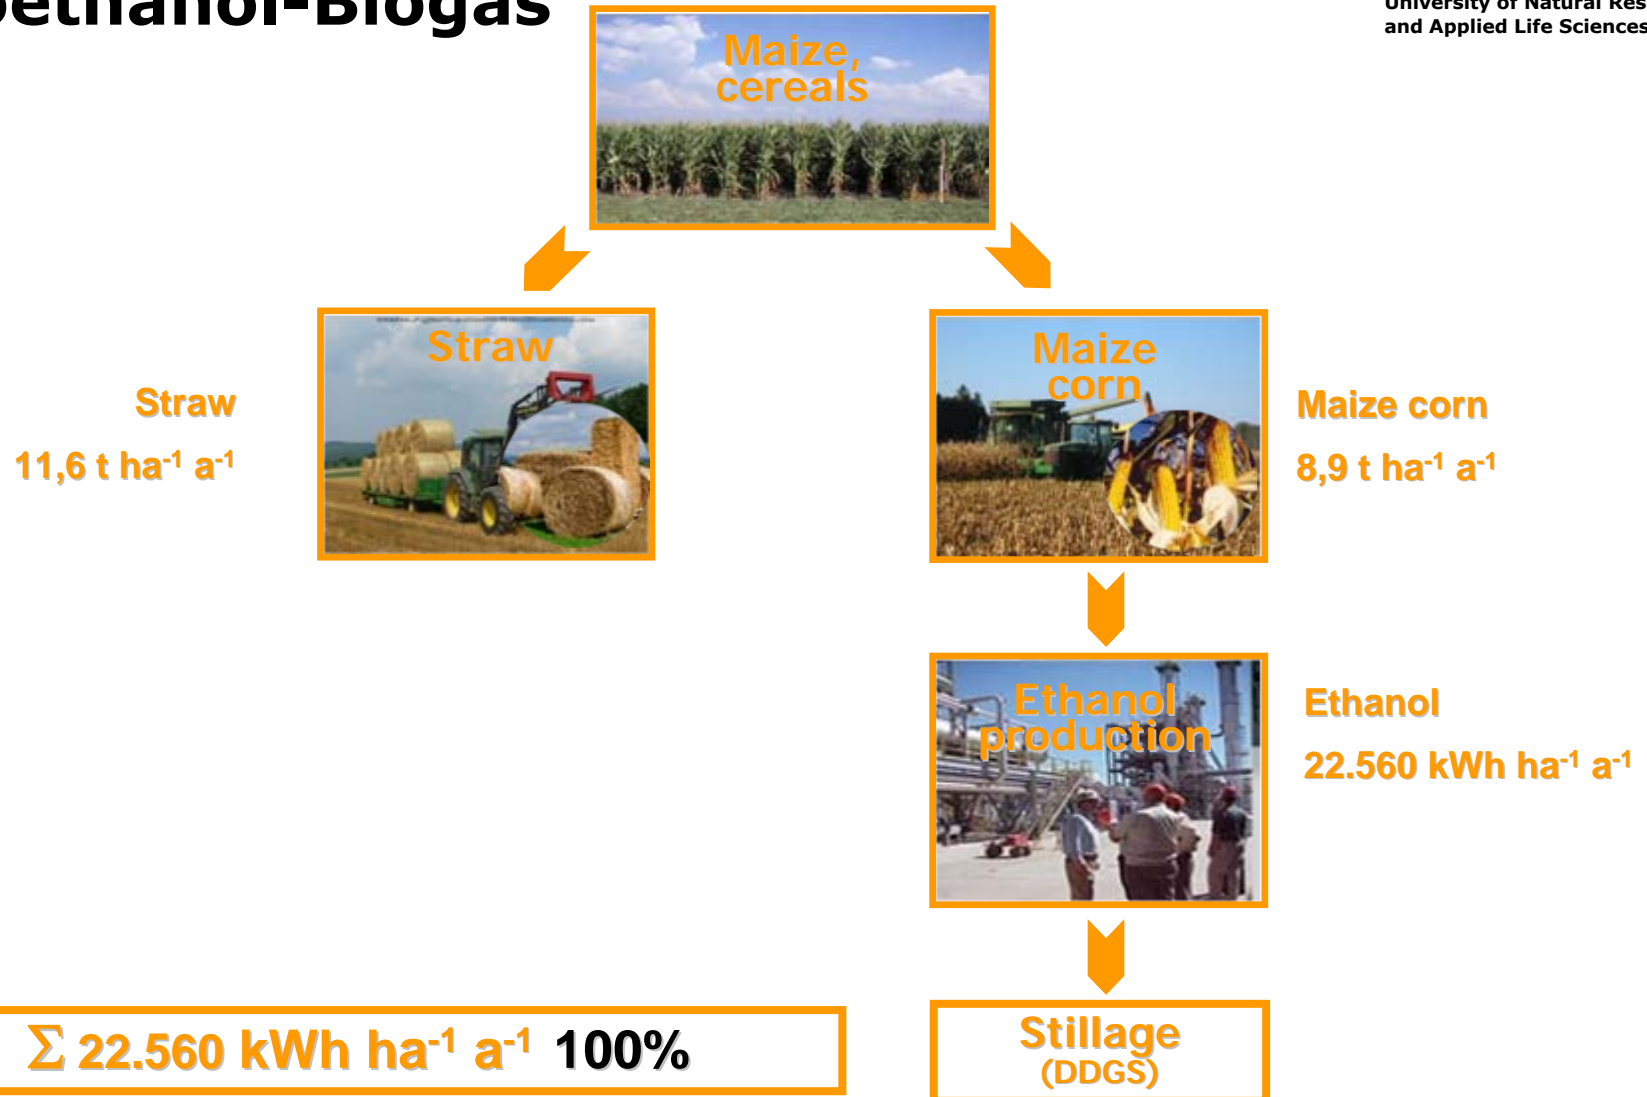 oethanol-Biogas
University of Natural Res
and Applied Life Sciences
Maize,
cereals
Straw
Straw
11,6 t ha⁻¹ a⁻¹
Maize
corn
Maize corn
8,9 t ha⁻¹ a⁻¹
Ethanol
production
Ethanol
22.560 kWh ha⁻¹ a⁻¹
Σ 22.560 kWh ha⁻¹ a⁻¹ 100%
Stillage
(DDGS)